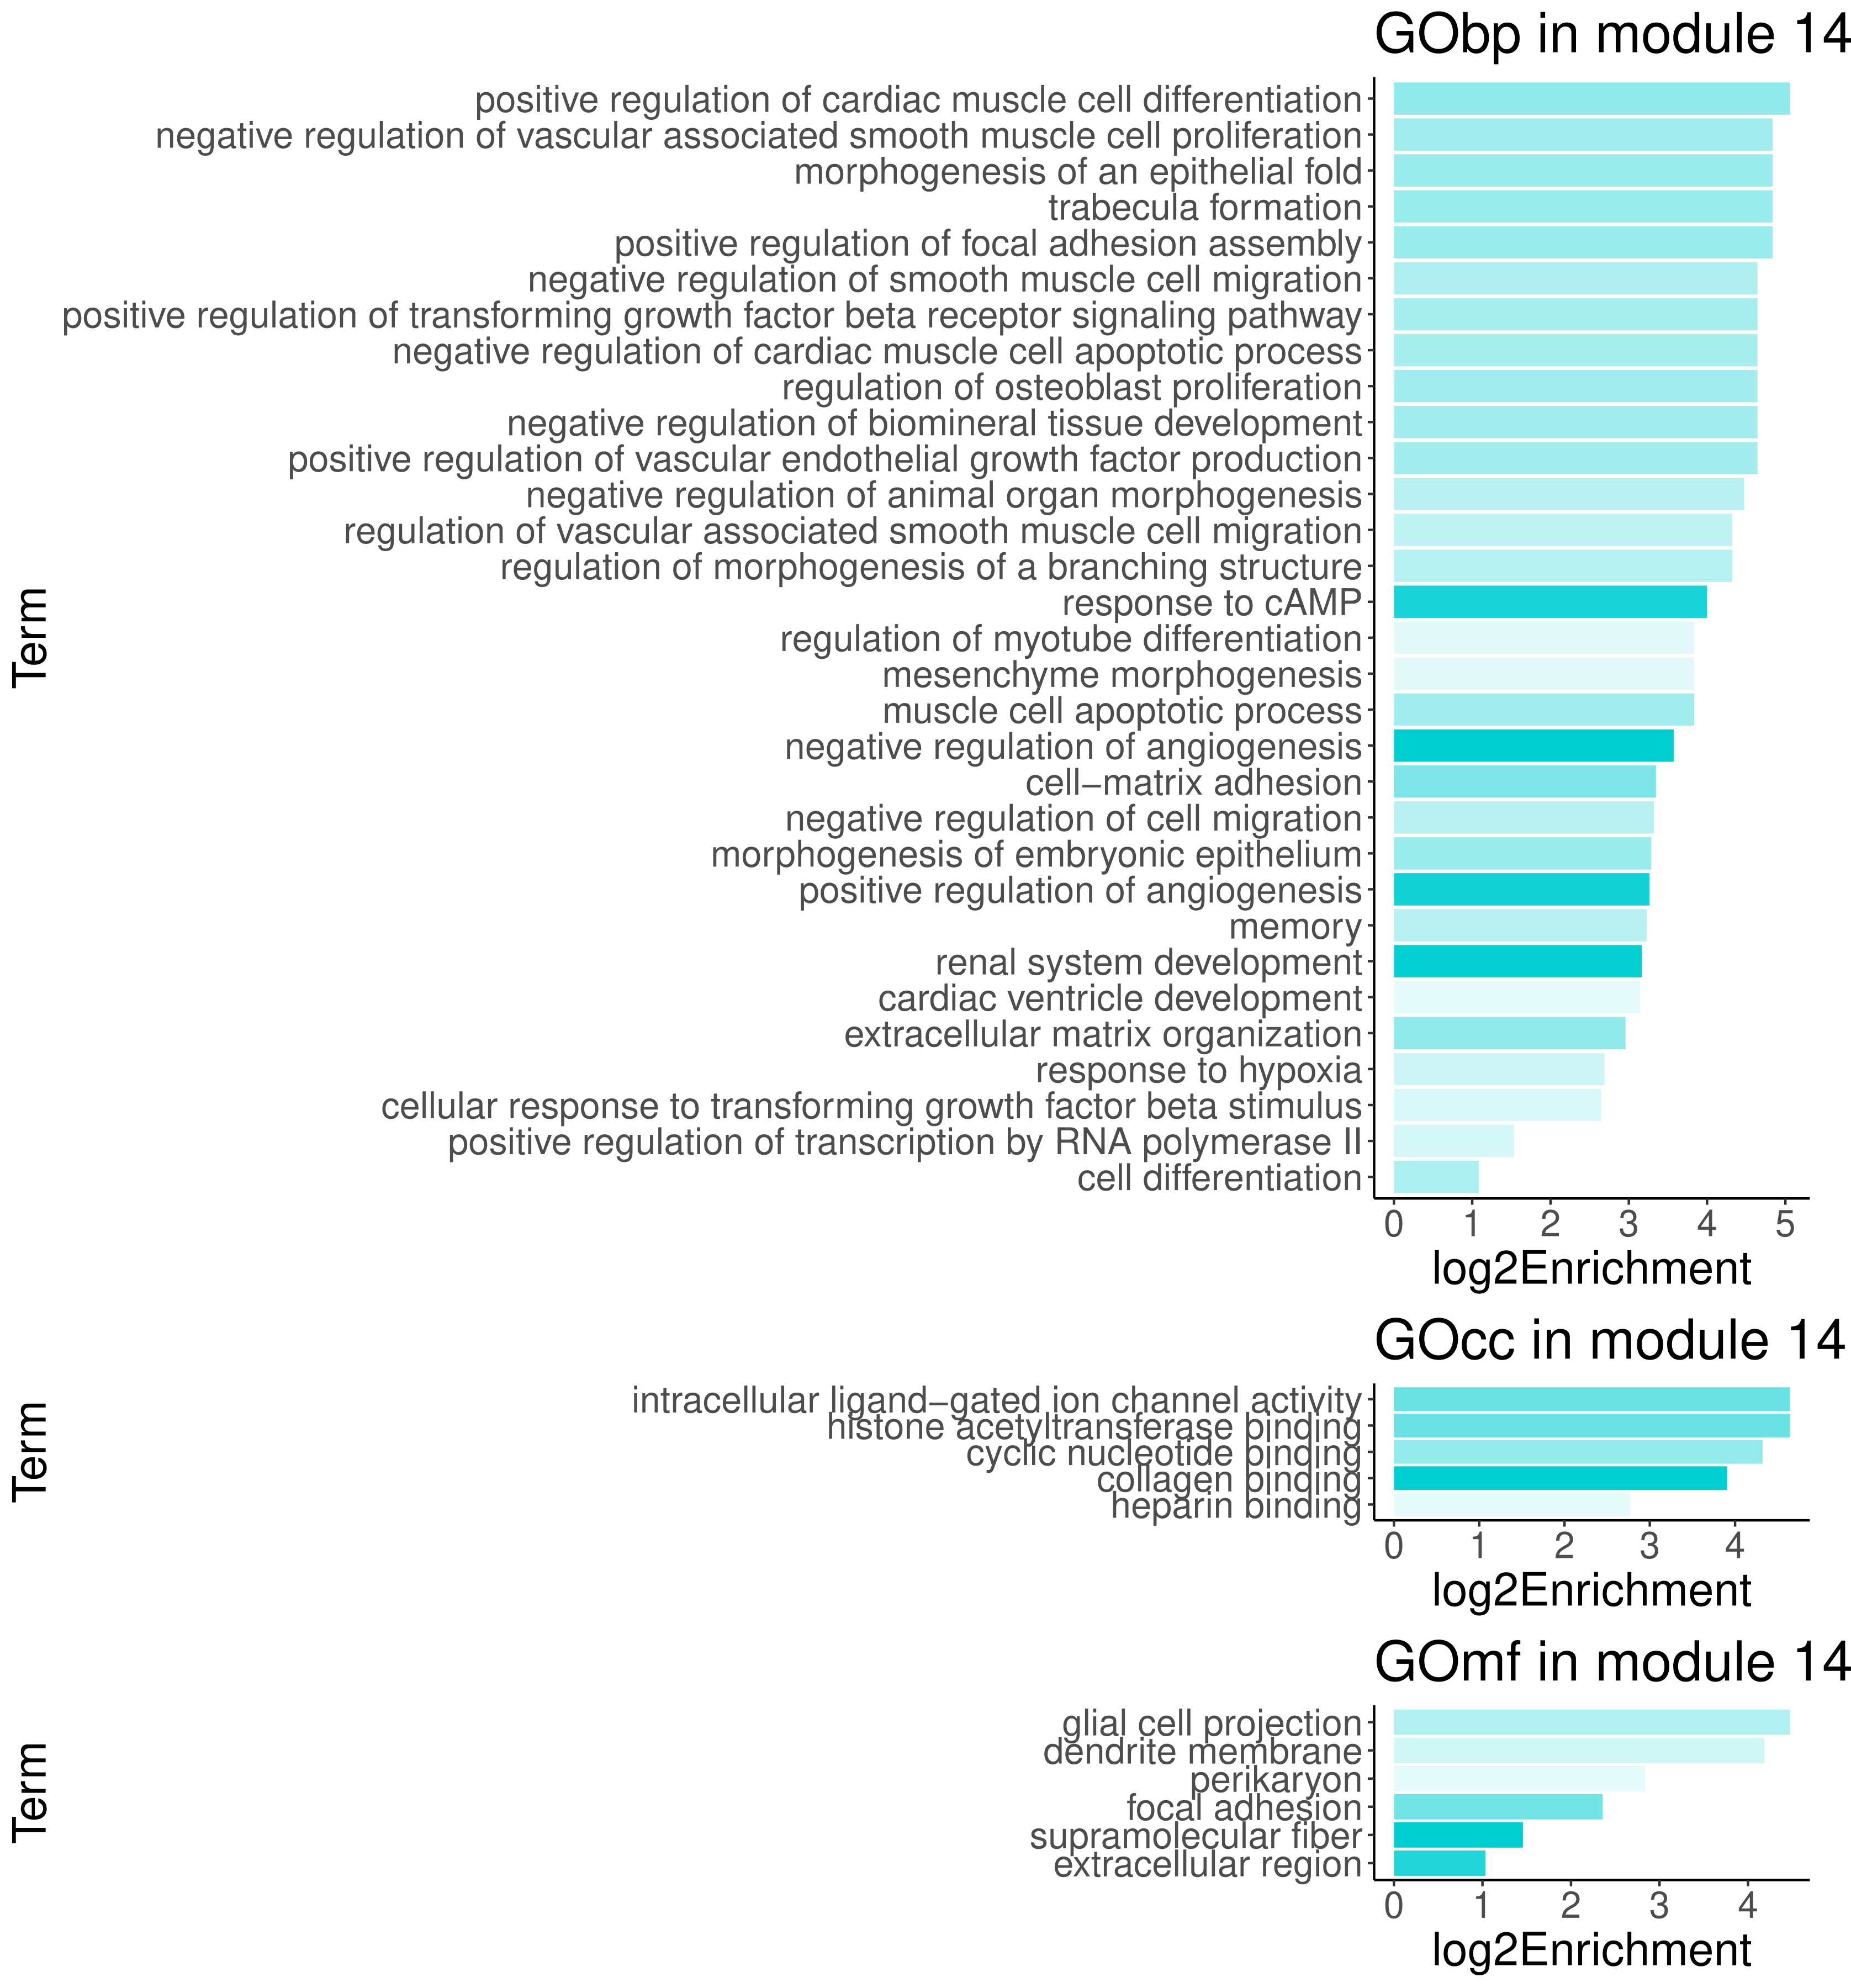 GObp in module 14
Term
positive regulation of cardiac muscle cell differentiation
negative regulation of vascular associated smooth muscle cell proliferation
morphogenesis of an epithelial fold
trabecula formation
positive regulation of focal adhesion assembly
negative regulation of smooth muscle cell migration
positive regulation of transforming growth factor beta receptor signaling pathway
negative regulation of cardiac muscle cell apoptotic process
regulation of osteoblast proliferation
negative regulation of biomineral tissue development
positive regulation of vascular endothelial growth factor production
negative regulation of animal organ morphogenesis
regulation of vascular associated smooth muscle cell migration
regulation of morphogenesis of a branching structure
response to cAMP
regulation of myotube differentiation
mesenchyme morphogenesis
muscle cell apoptotic process
negative regulation of angiogenesis
cell−matrix adhesion
negative regulation of cell migration
morphogenesis of embryonic epithelium
positive regulation of angiogenesis
memory
renal system development
cardiac ventricle development
extracellular matrix organization
response to hypoxia
cellular response to transforming growth factor beta stimulus
positive regulation of transcription by RNA polymerase II
cell differentiation
0 1 2 3 4 5
log2Enrichment
GOcc in module 14
Term
intracellular ligand−gated ion channel activity
histone acetyltransferase binding
cyclic nucleotide binding
collagen binding
heparin binding
0 1 2 3 4
log2Enrichment
GOmf in module 14
Term
glial cell projection
dendrite membrane
perikaryon
focal adhesion
supramolecular fiber
extracellular region
0 1 2 3 4
log2Enrichment